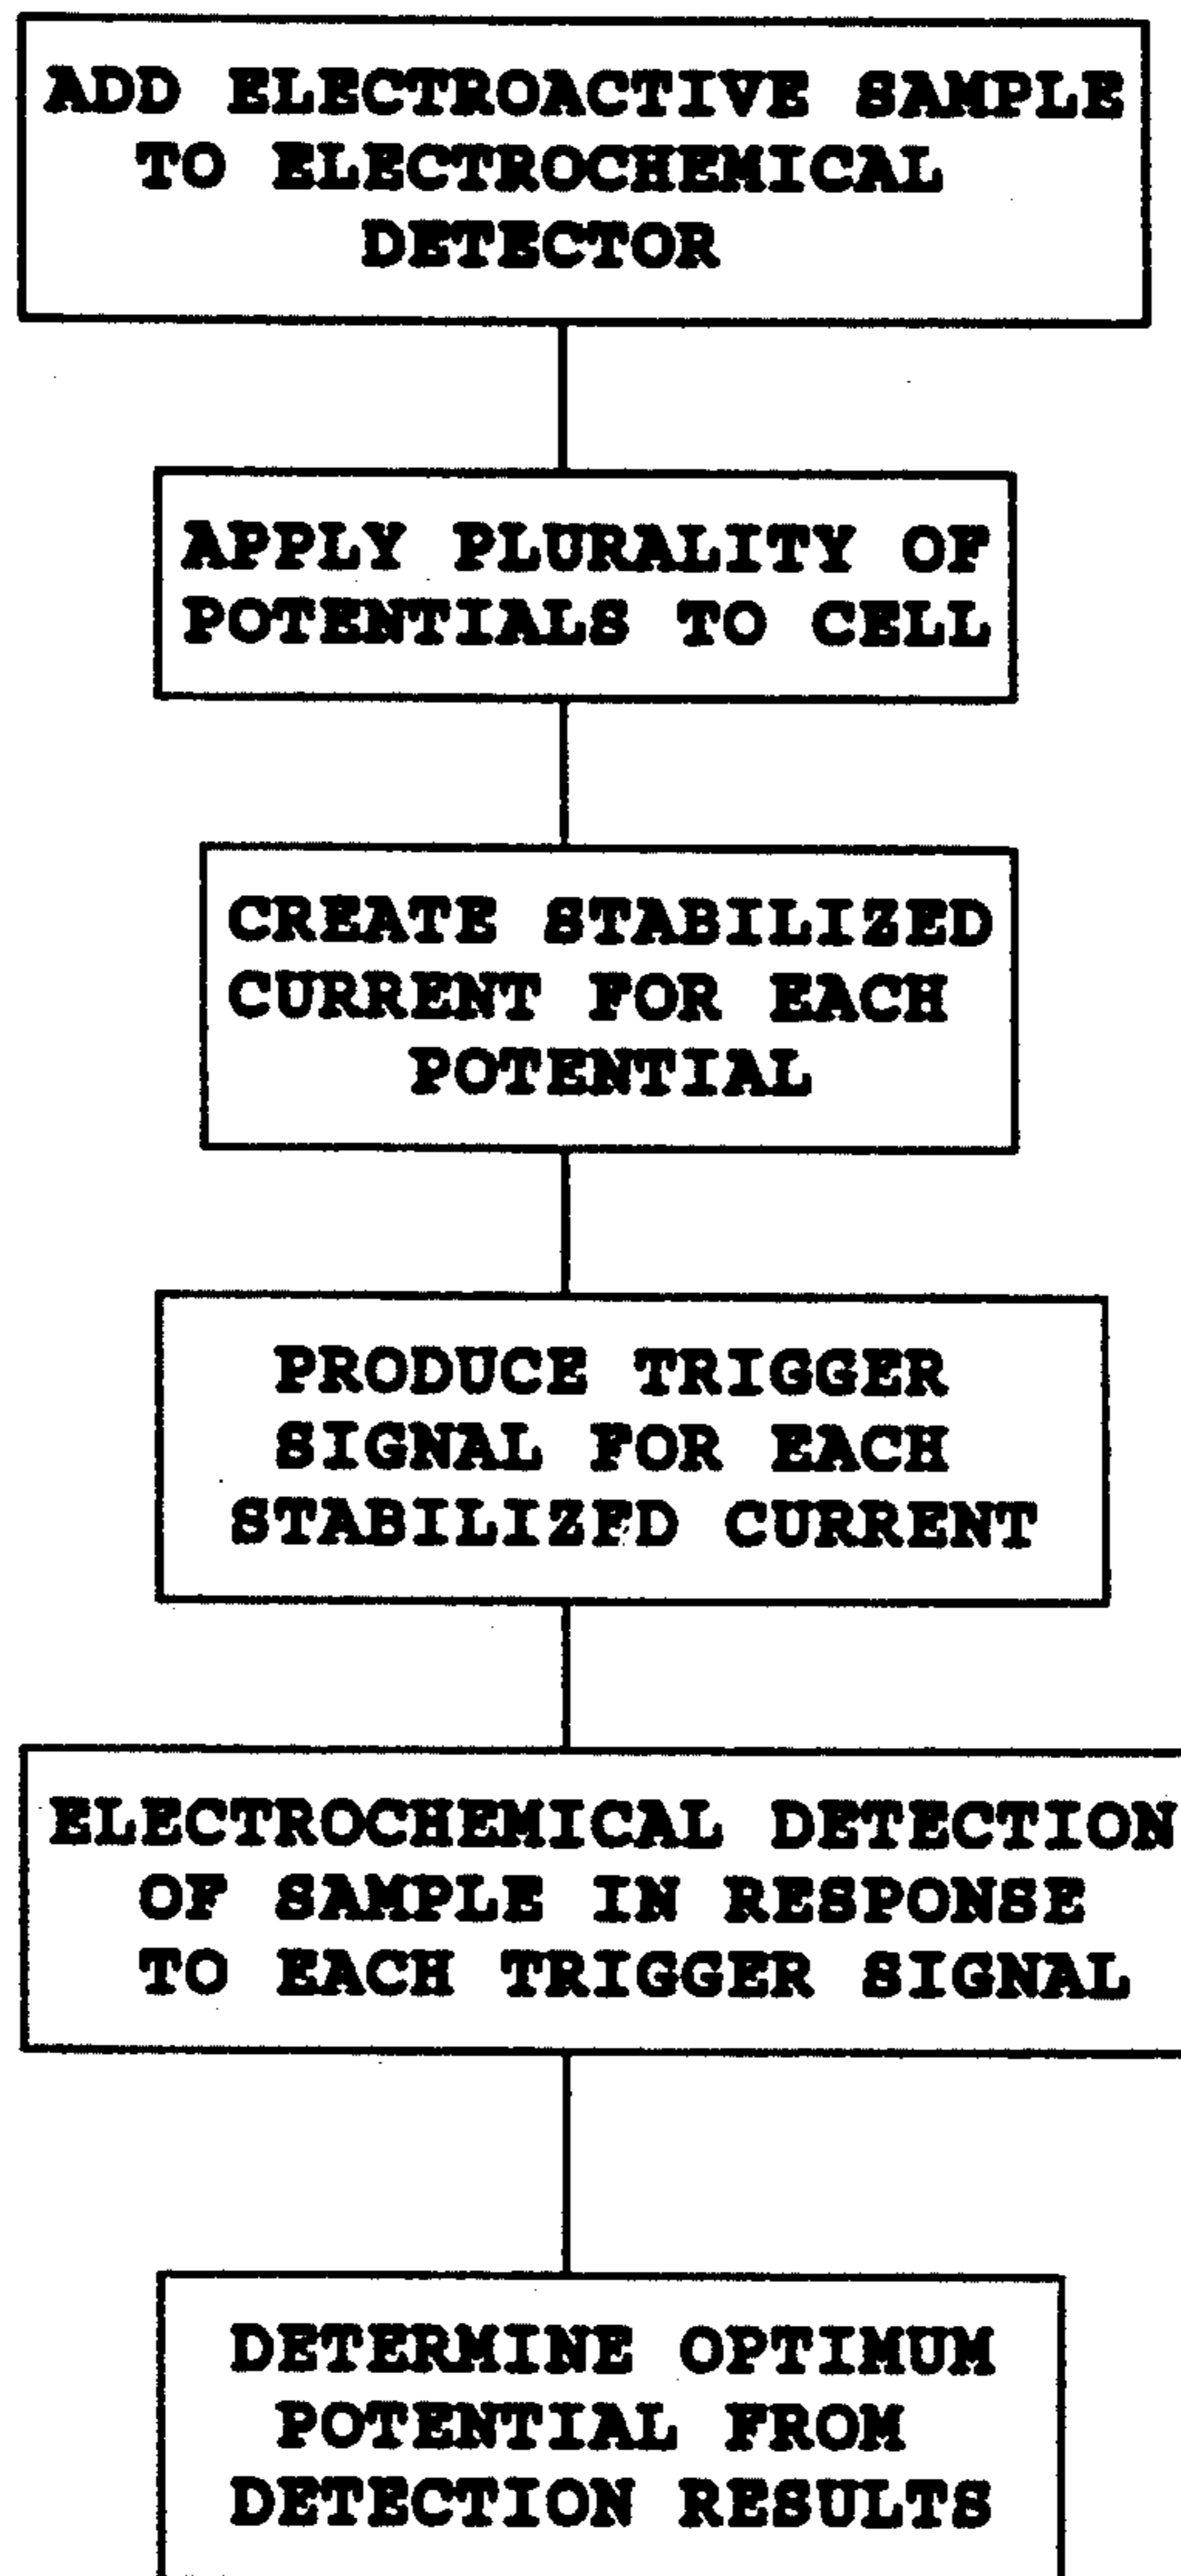 ADD ELECTROACTIVE SAMPLE
TO ELECTROCHEMICAL
DETECTOR
APPLY PLURALITY OF
POTENTIALS TO CELL
CREATE STABILIZED
CURRENT FOR EACH
POTENTIAL
PRODUCE TRIGGER
SIGNAL FOR EACH
STABILIZFD CURRENT
ELECTROCHEMICAL DETECTION
OF SAMPLE IN RESPONSE
TO EACH TRIGGER SIGNAL
DETERMINE OPTIMUM
POTENTIAL FROM
DETECTION RESULTS